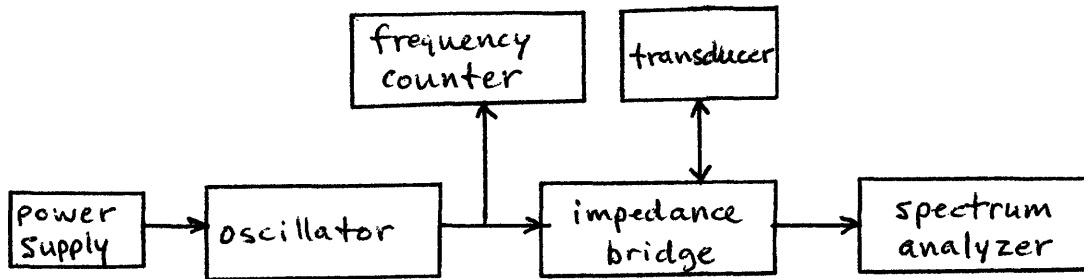 frequency
counter
transducer
power
supply
oscillator
impedance
bridge
spectrum
analyzer